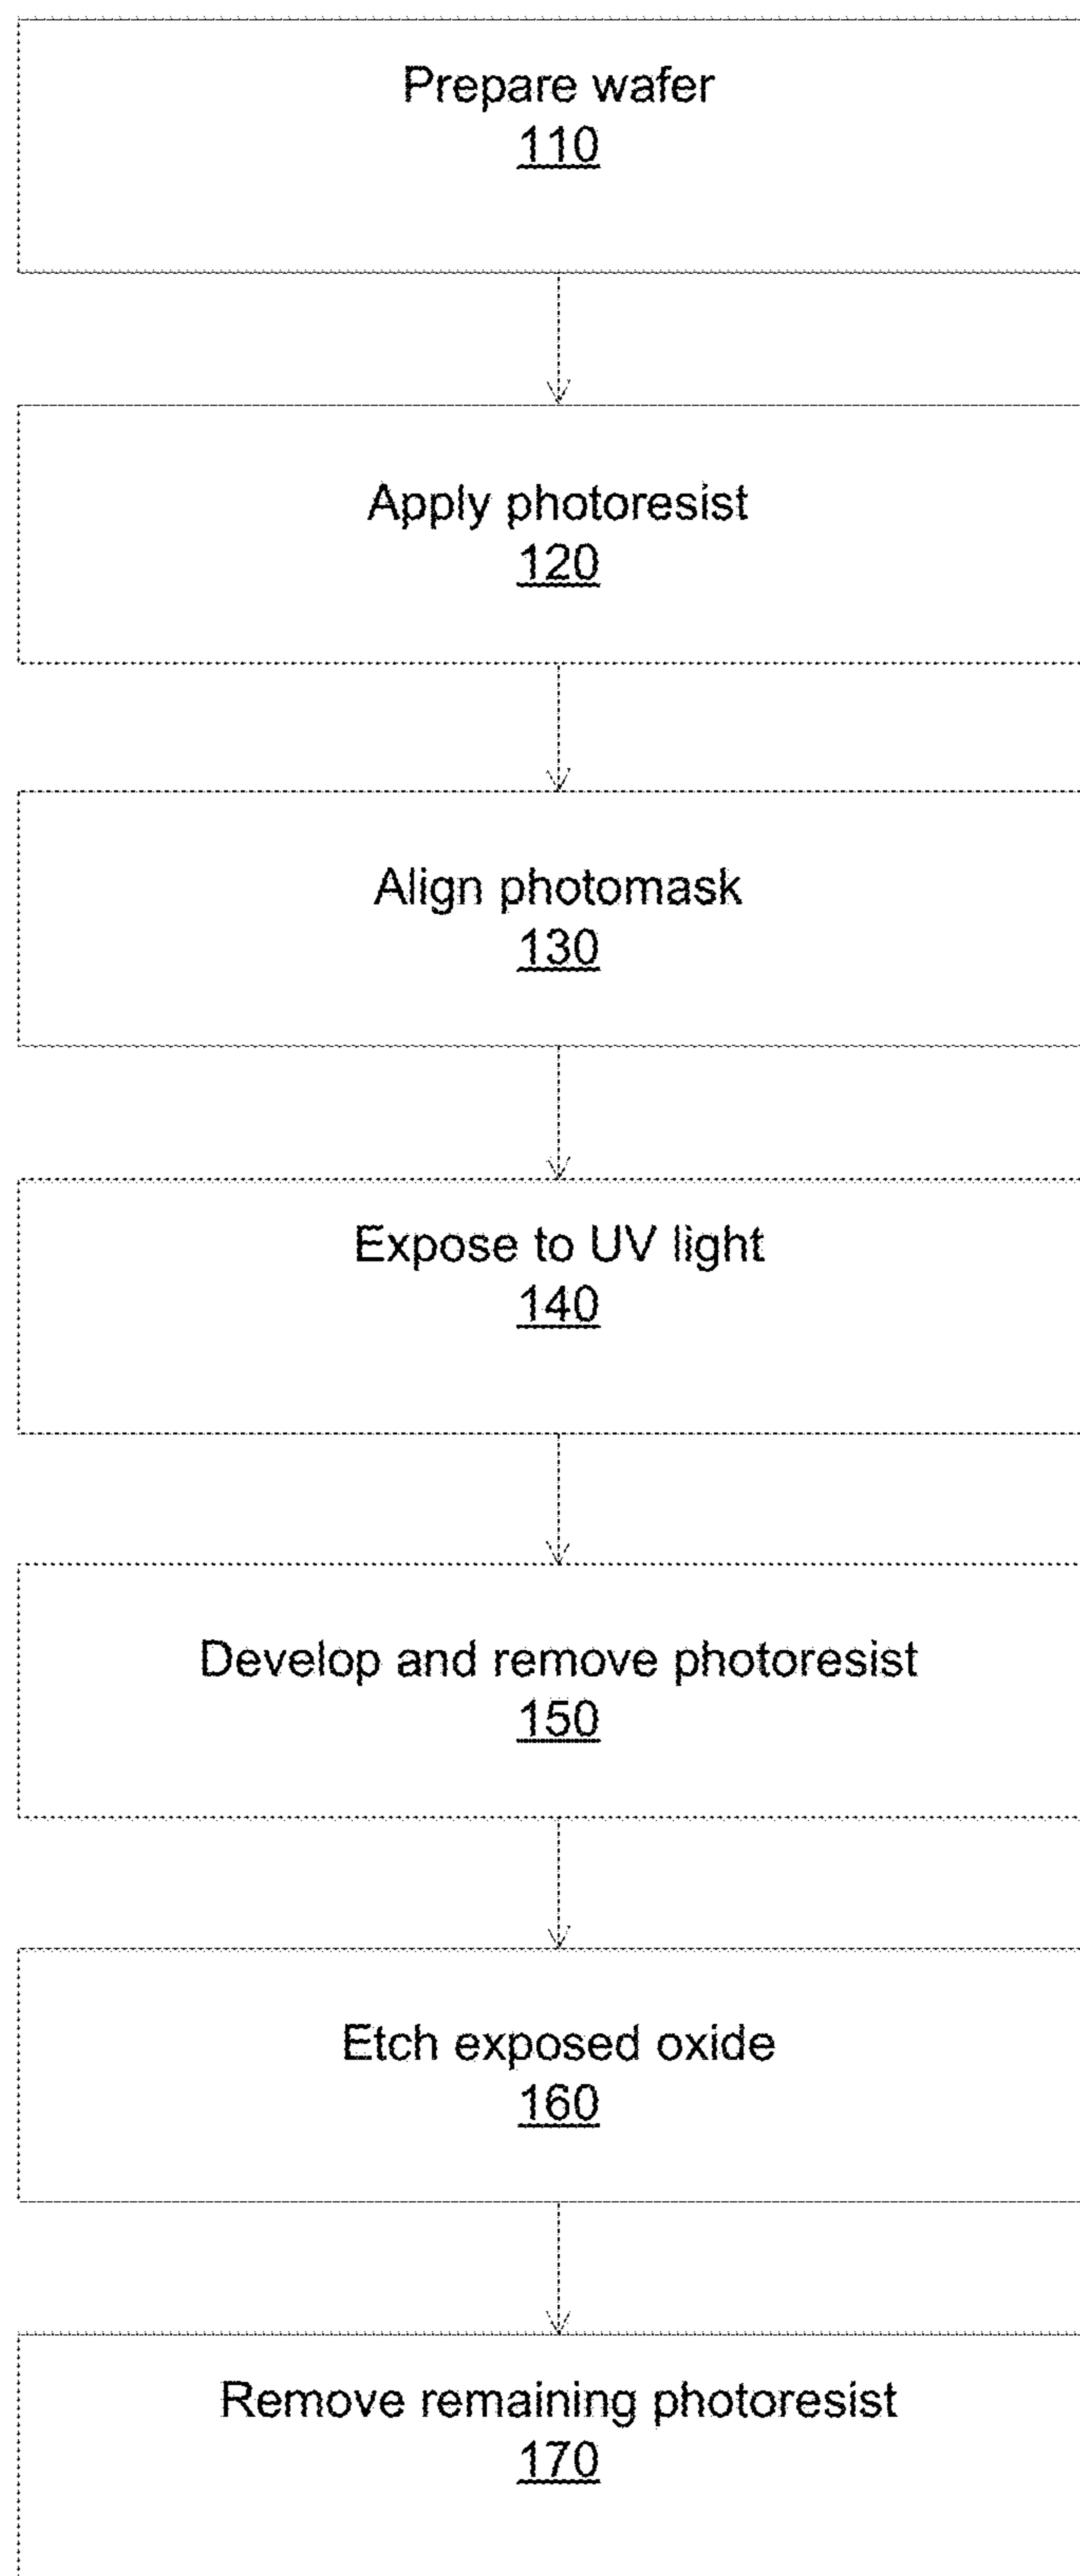 Prepare wafer
110
Apply photoresist
120
Align photomask
130
Expose to UV light
140
Develop and remove photoresist
150
Etch exposed oxide
160
Remove remaining photoresist
170